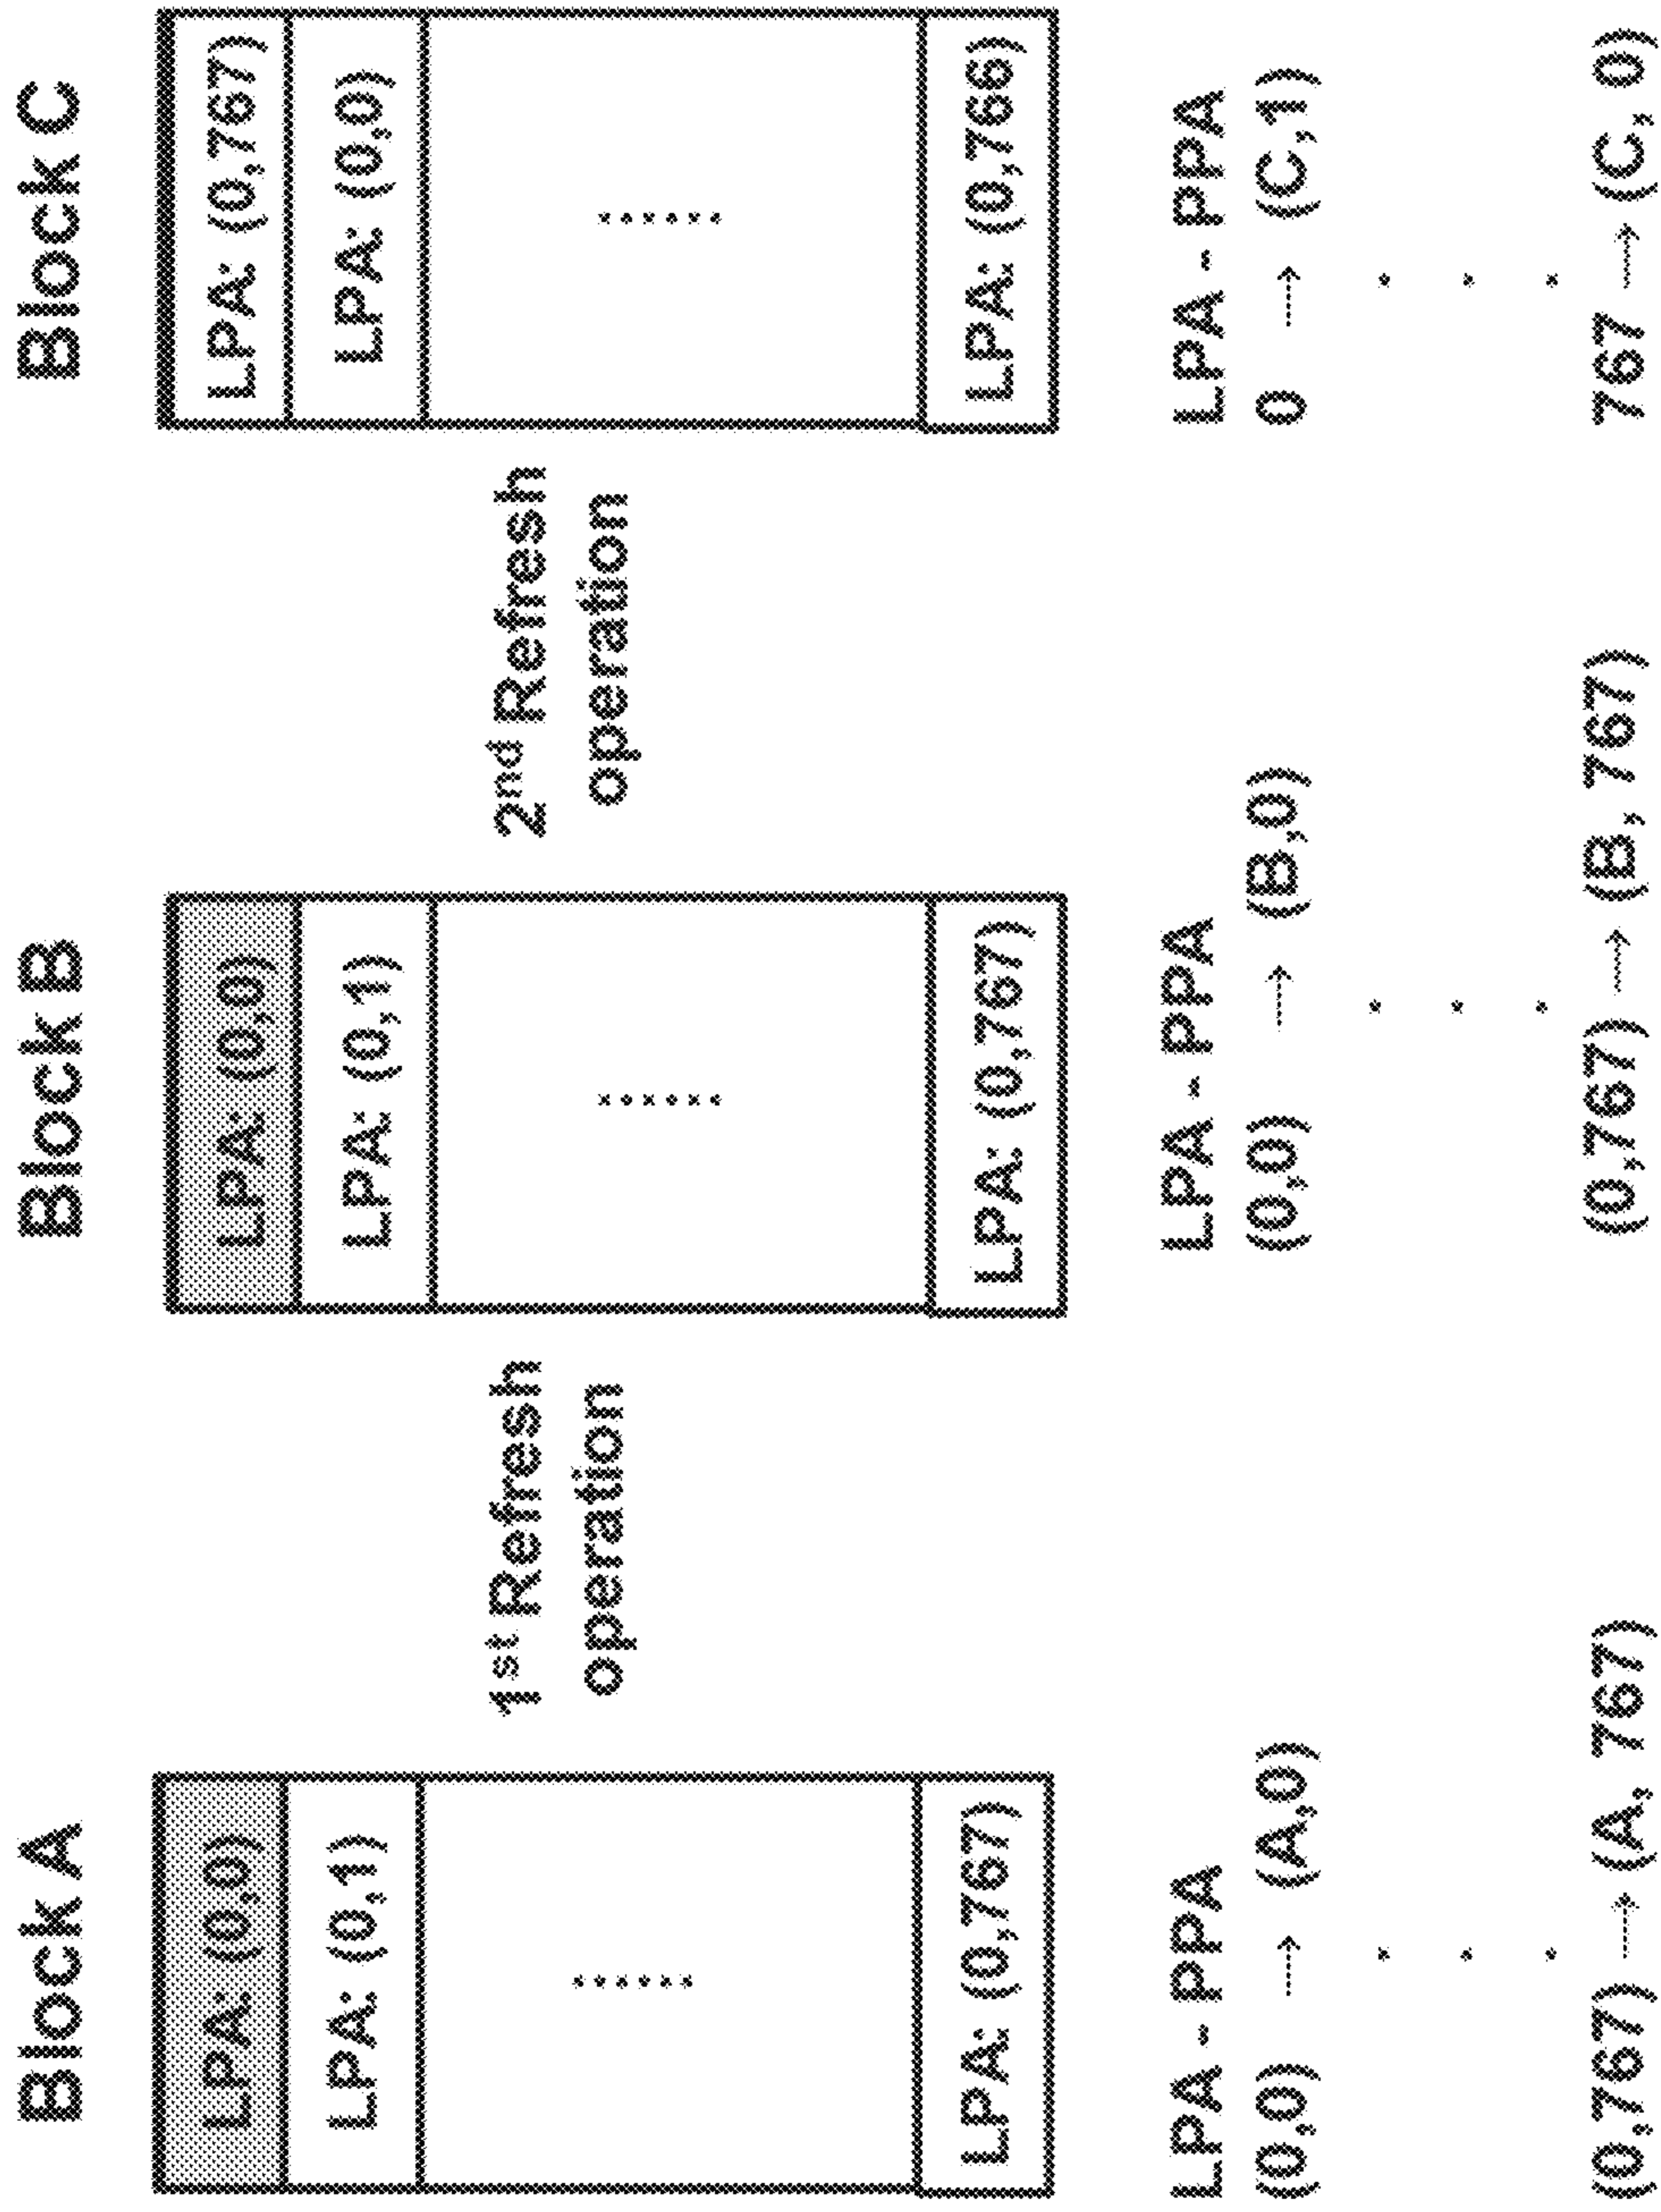 Block A
LPA: (0,0)
LPA: (0,1)
......
LPA: (0,767)
LPA - PPA
(0,0) → (A,0)
.
.
.
(0,767) → (A, 767)
1st Refresh
operation
Block B
LPA: (0,0)
LPA: (0,1)
......
LPA: (0,767)
LPA - PPA
(0,0) → (B,0)
.
.
.
(0,767) → (B, 767)
2nd Refresh
operation
Block C
LPA: (0,767)
LPA: (0,0)
......
LPA: (0,766)
LPA - PPA
0 → (C,1)
.
.
.
767 → (C, 0)